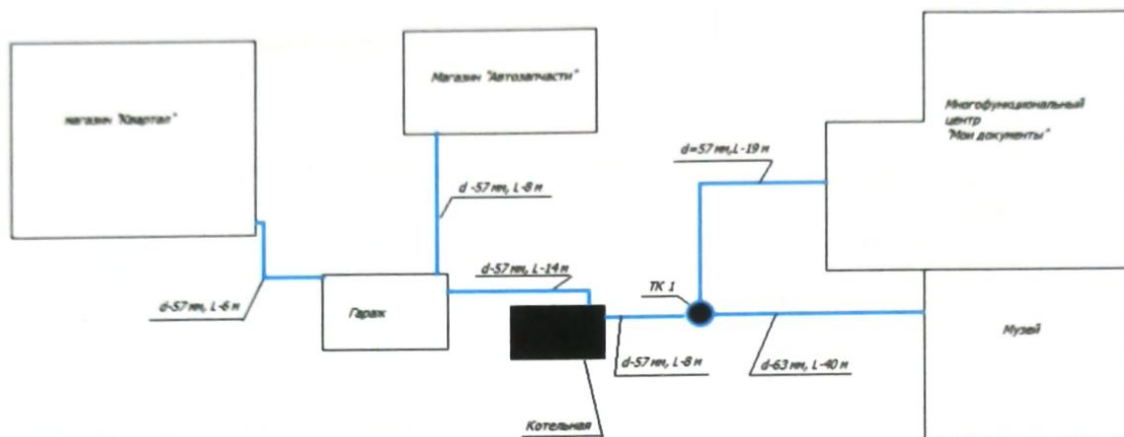 магазин "Квартал"
Магазин "Автозапчасти"
Многофункциональный
центр
"Мои документы"
d=57 мм,L-19 м
d -57 мм, L-8 м
d-57 мм, L-14 м
ТК 1
d-57 мм, L-6 м
Гараж
Музей
d-57 мм, L-8 м
d-63 мм, L-40 м
Котельная